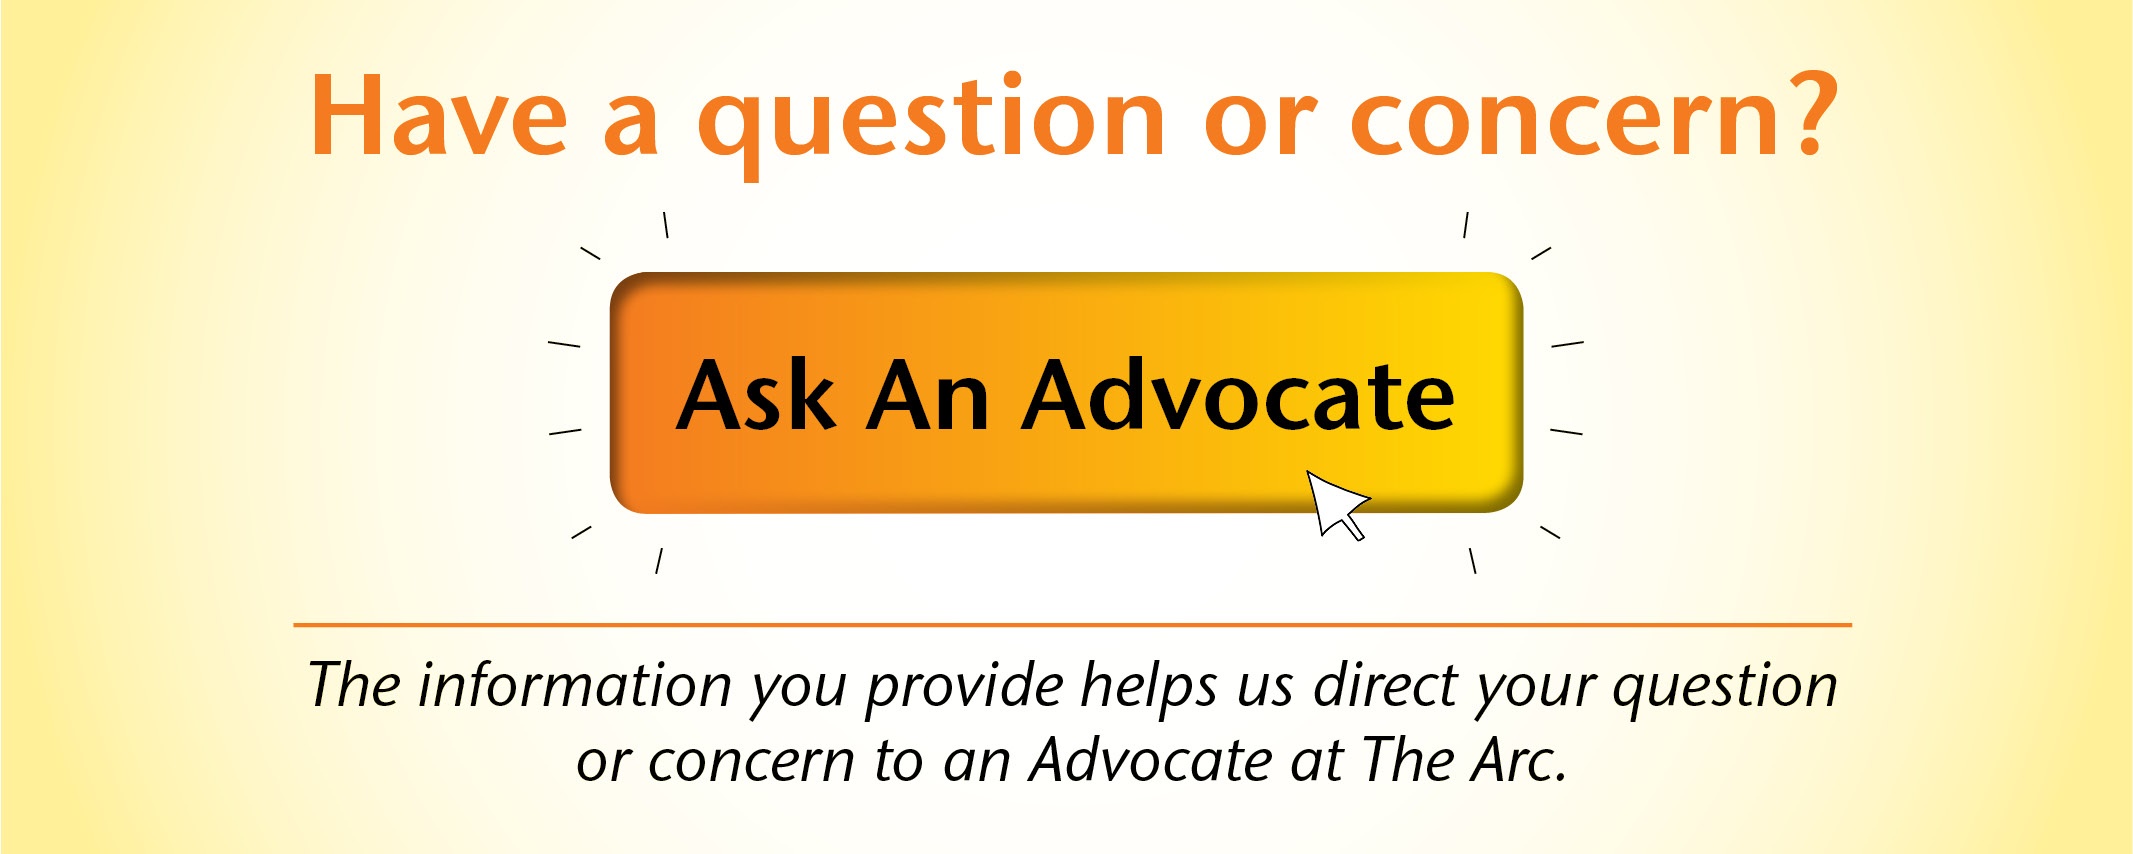 Have a question or concern?
Ask An Advocate
The information you provide helps us direct your question
or concern to an Advocate at The Arc.